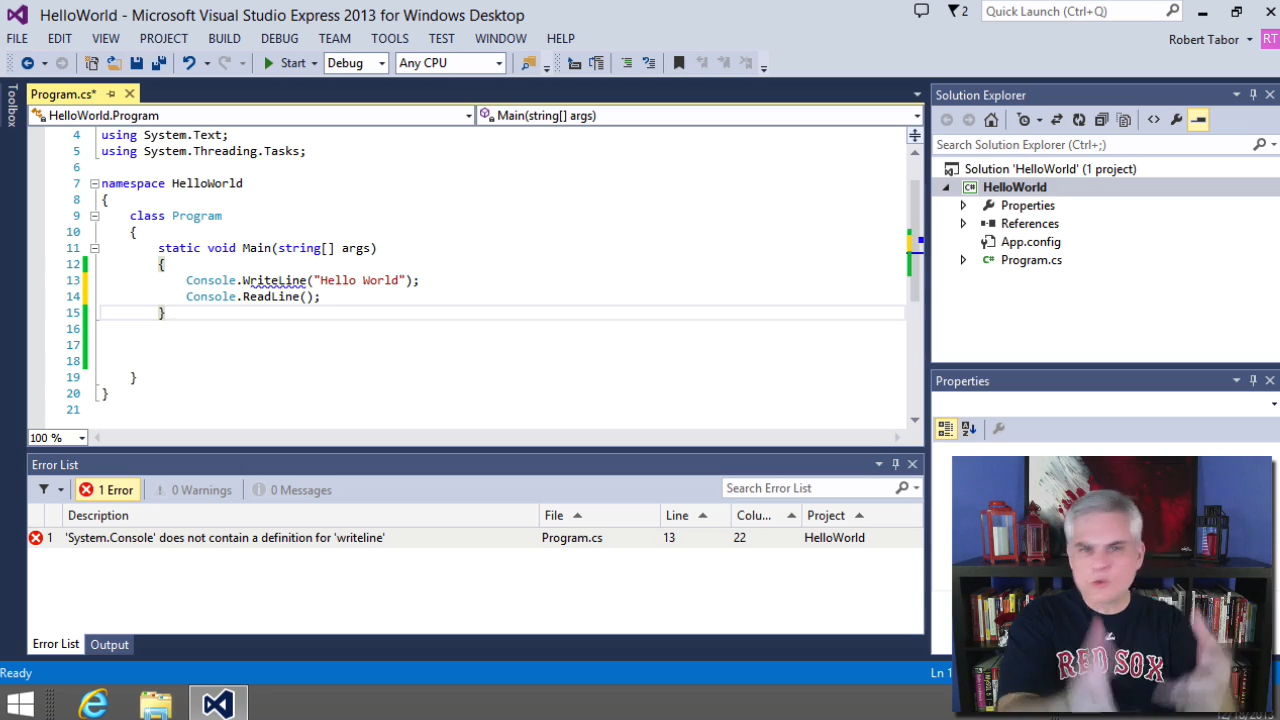 HelloWorld - Microsoft Visual Studio Express 2013 for Windows Desktop
2
Quick Launch (Ctrl+Q)
FILE EDIT VIEW PROJECT BUILD DEBUG TEAM TOOLS TEST WINDOW HELP
Robert Tabor
RT
Start
Debug
Any CPU
Toolbox
Program.cs*
HelloWorld.Program
Main(string[] args)
4 using System.Text;
5 using System.Threading.Tasks;
6
7 namespace HelloWorld
8 {
9 class Program
10 {
11 static void Main(string[] args)
12 {
13 Console.WriteLine("Hello World");
14 Console.ReadLine();
15 }
16
17
18
19 }
20 }
21
100 %
Solution Explorer
Search Solution Explorer (Ctrl+;)
Solution 'HelloWorld' (1 project)
C# HelloWorld
Properties
References
App.config
C# Program.cs
Properties
Error List
1 Error
0 Warnings
0 Messages
Search Error List
Description File Line Colu... Project
1 'System.Console' does not contain a definition for 'writeline' Program.cs 13 22 HelloWorld
Error List Output
Ready
Ln 1
RED SOX
12/18/2013